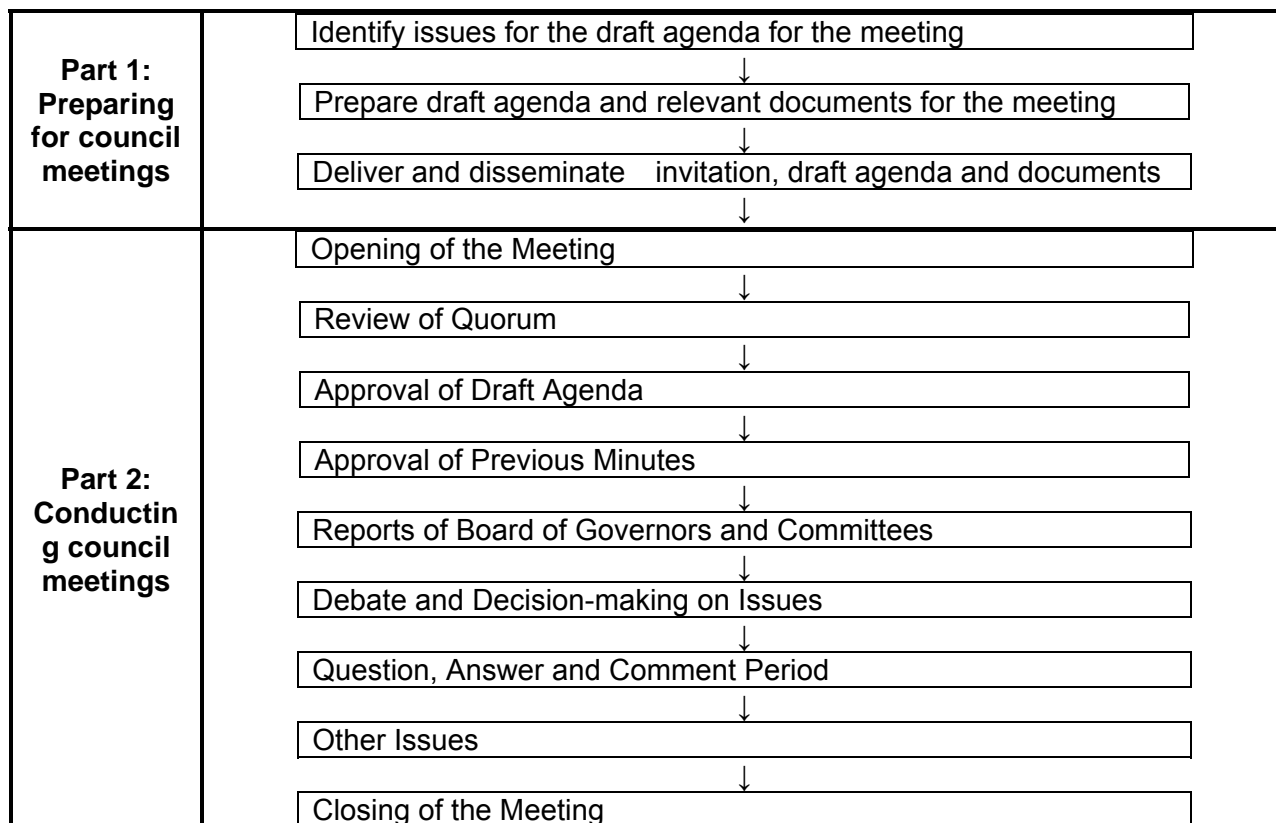 Part 1:
Preparing
for council
meetings
Identify issues for the draft agenda for the meeting
↓
Prepare draft agenda and relevant documents for the meeting
↓
Deliver and disseminate invitation, draft agenda and documents
↓
Part 2:
Conductin
g council
meetings
Opening of the Meeting
↓
Review of Quorum
↓
Approval of Draft Agenda
↓
Approval of Previous Minutes
↓
Reports of Board of Governors and Committees
↓
Debate and Decision-making on Issues
↓
Question, Answer and Comment Period
↓
Other Issues
↓
Closing of the Meeting